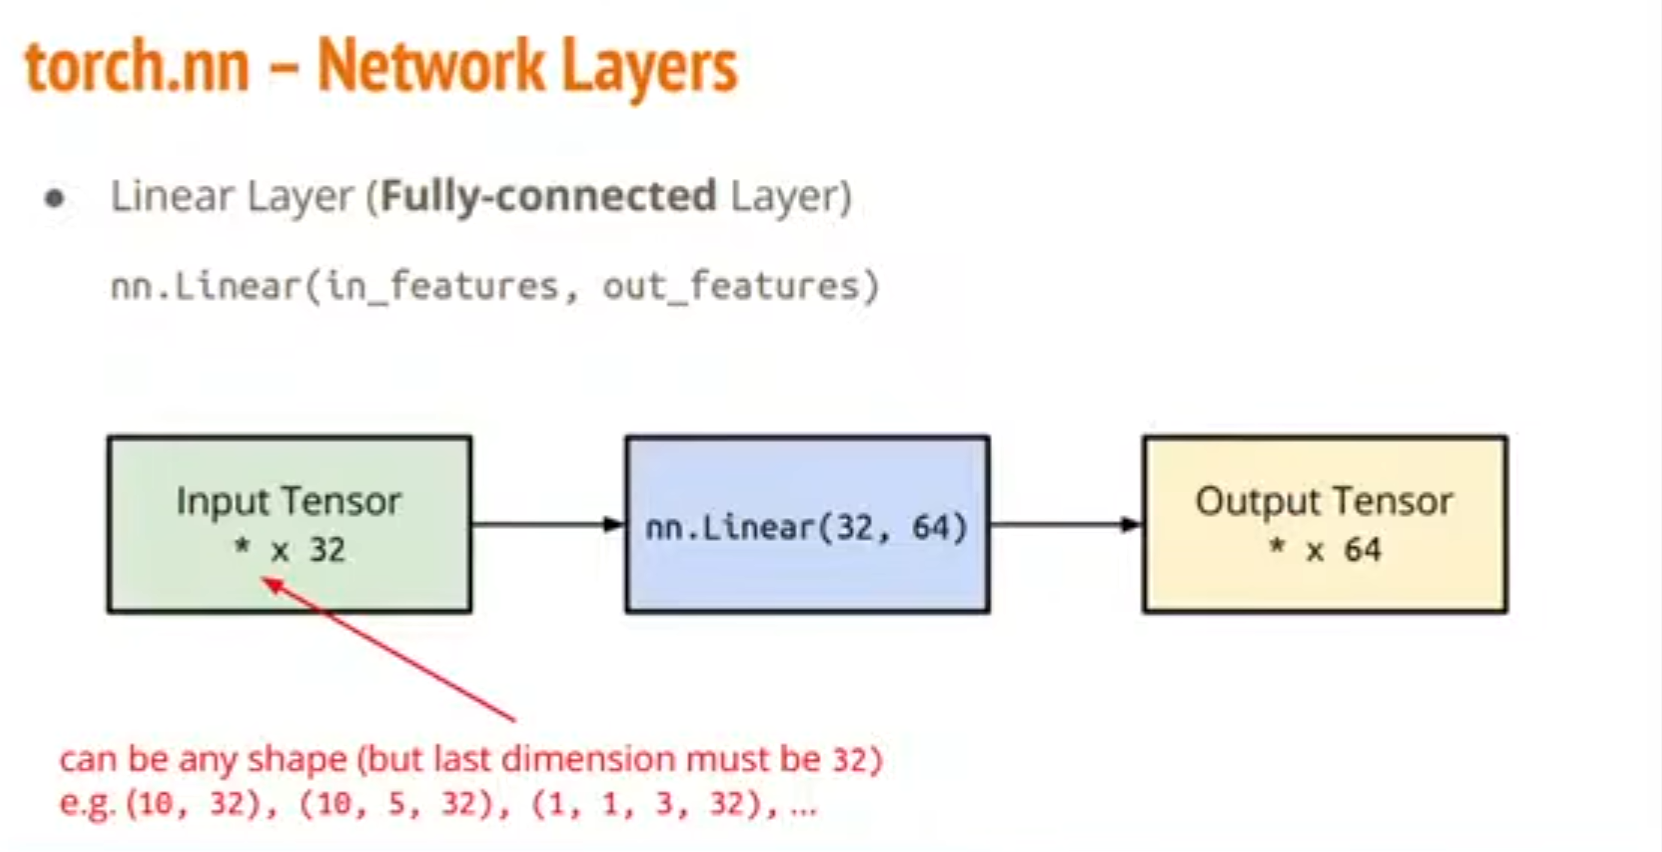 torch.nn – Network Layers
● Linear Layer (Fully-connected Layer)
nn.Linear(in_features, out_features)
Input Tensor
* x 32
nn.Linear(32, 64)
Output Tensor
* x 64
can be any shape (but last dimension must be 32)
e.g. (10, 32), (10, 5, 32), (1, 1, 3, 32), ...